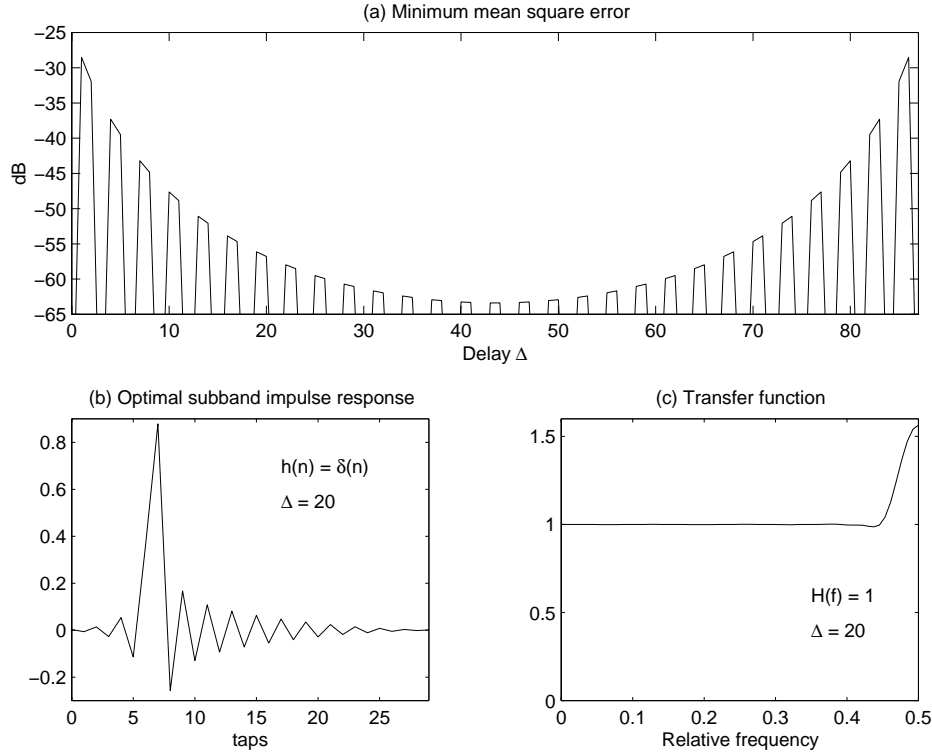 (a) Minimum mean square error
−25
−30
−35
−40
−45
−50
−55
−60
−65
dB
0 10 20 30 40 50 60 70 80
Delay Δ
(b) Optimal subband impulse response
0.8
0.6
0.4
0.2
0
−0.2
h(n) = δ(n)
Δ = 20
0 5 10 15 20 25
taps
(c) Transfer function
1.5
1
0.5
0
H(f) = 1
Δ = 20
0 0.1 0.2 0.3 0.4 0.5
Relative frequency